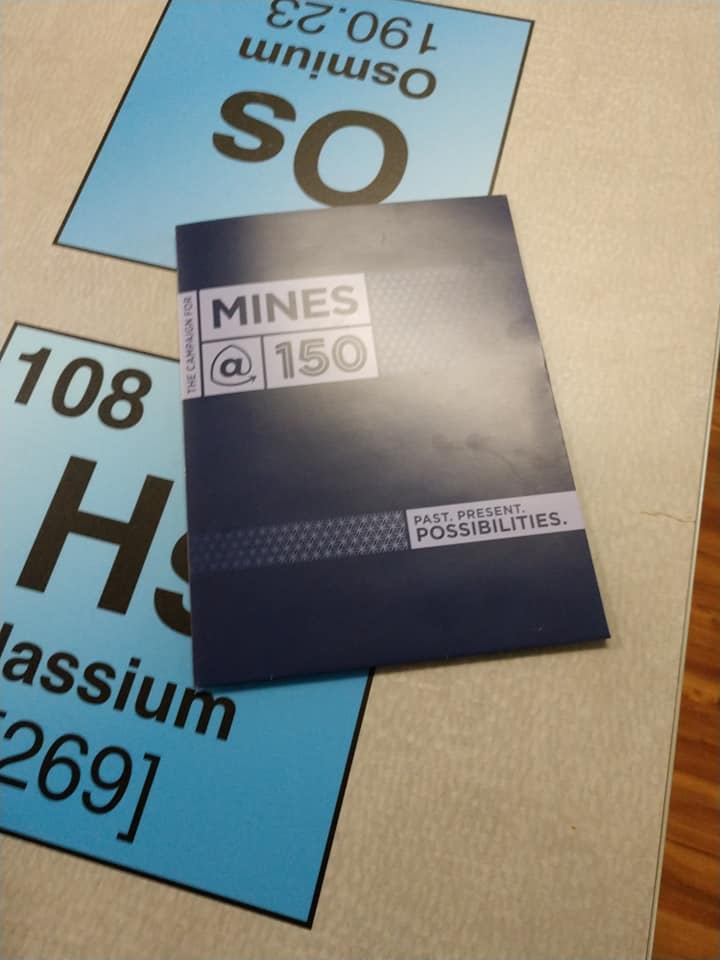 190.23
Osmium
Os
THE CAMPAIGN FOR
MINES
@ 150
PAST. PRESENT.
POSSIBILITIES.
108
Hs
lassium
[269]